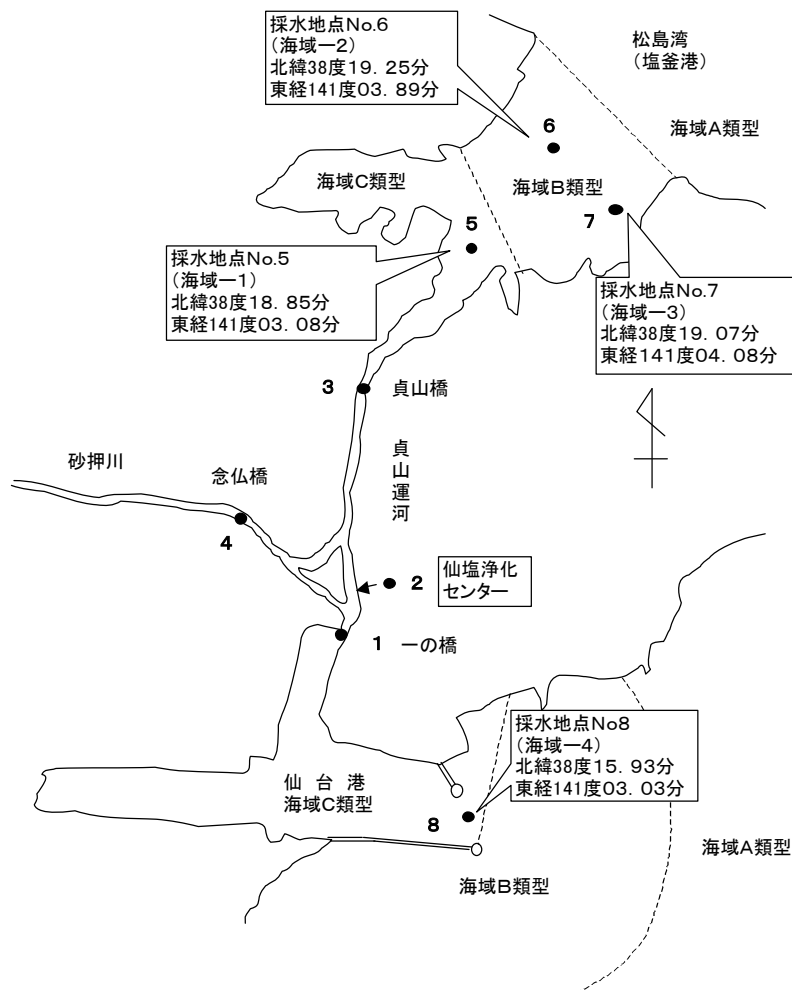 採水地点No.6
(海域ー2)
北緯38度19.25分
東経141度03.89分
松島湾
(塩釜港)
海域A類型
6
海域C類型
海域B類型
5
7
採水地点No.5
(海域ー1)
北緯38度18.85分
東経141度03.08分
採水地点No.7
(海域ー3)
北緯38度19.07分
東経141度04.08分
3
貞山橋
貞山運河
砂押川
念仏橋
4
2
仙塩浄化
センター
1
一の橋
採水地点No8
(海域ー4)
北緯38度15.93分
東経141度03.03分
仙台港
海域C類型
8
海域A類型
海域B類型